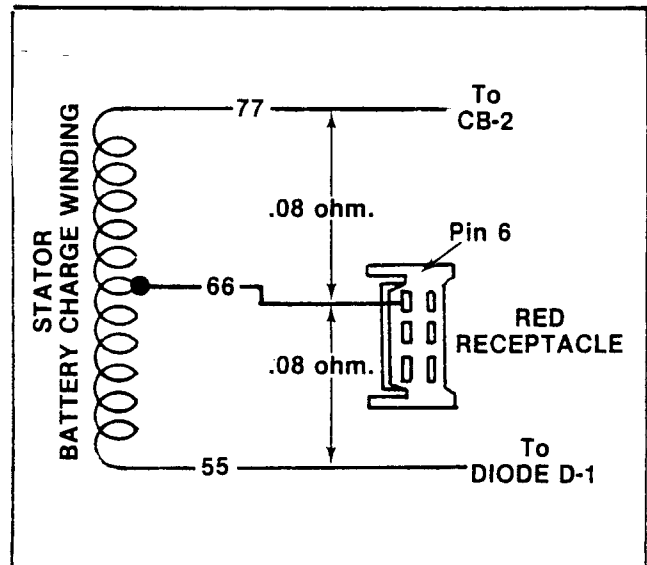 77
To
CB-2
.08 ohm.
Pin 6
STATOR
BATTERY CHARGE WINDING
66
RED
RECEPTACLE
.08 ohm.
55
To
DIODE D-1